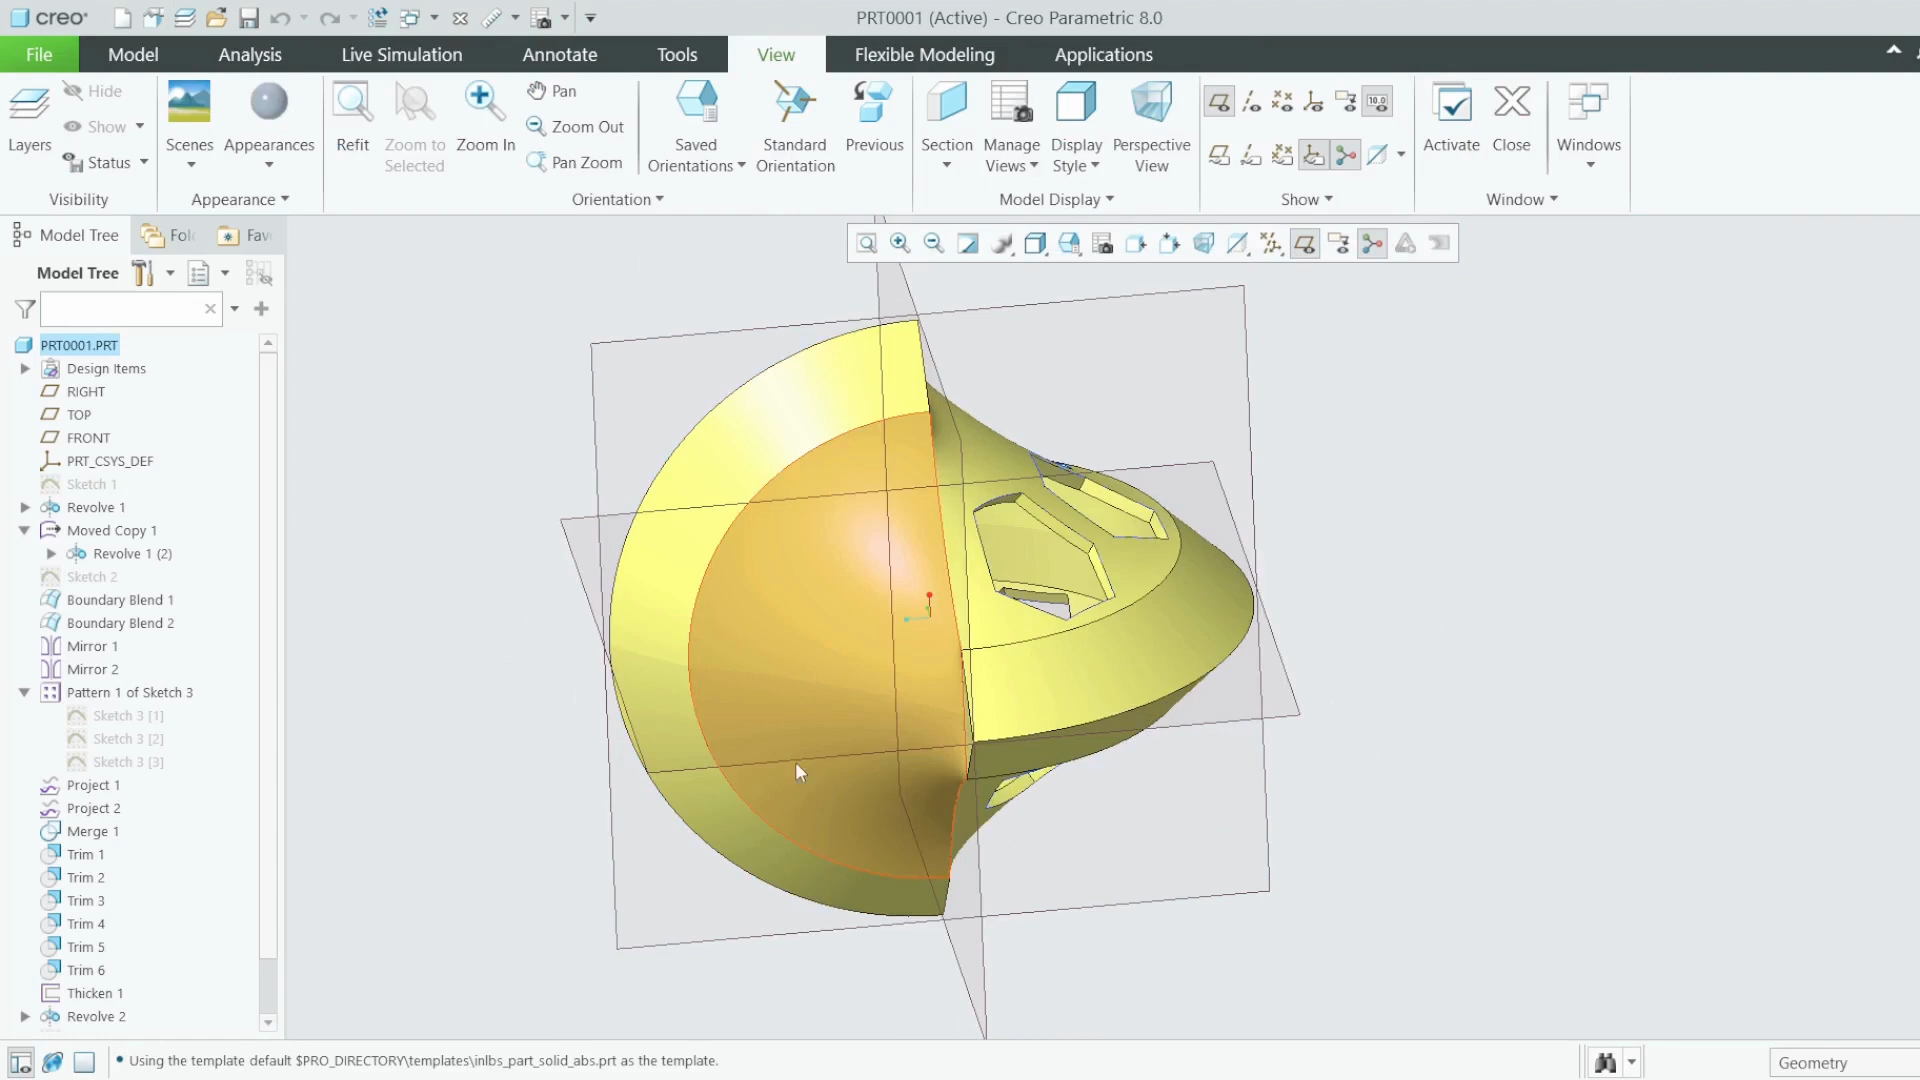 creo
PRT0001 (Active) - Creo Parametric 8.0
File Model Analysis Live Simulation Annotate Tools View Flexible Modeling Applications
Layers
Hide
Show
Status
Visibility
Scenes
Appearances
Appearance
Refit
Zoom to Selected
Zoom In
Pan
Zoom Out
Pan Zoom
Saved Orientations
Standard Orientation
Previous
Orientation
Section
Manage Views
Display Style
Perspective View
Model Display
10.0
Show
Activate
Close
Windows
Window
Model Tree Fol Fav
Model Tree
PRT0001.PRT
Design Items
RIGHT
TOP
FRONT
PRT_CSYS_DEF
Sketch 1
Revolve 1
Moved Copy 1
Revolve 1 (2)
Sketch 2
Boundary Blend 1
Boundary Blend 2
Mirror 1
Mirror 2
Pattern 1 of Sketch 3
Sketch 3 [1]
Sketch 3 [2]
Sketch 3 [3]
Project 1
Project 2
Merge 1
Trim 1
Trim 2
Trim 3
Trim 4
Trim 5
Trim 6
Thicken 1
Revolve 2
• Using the template default $PRO_DIRECTORY\templates\inlbs_part_solid_abs.prt as the template.
Geometry